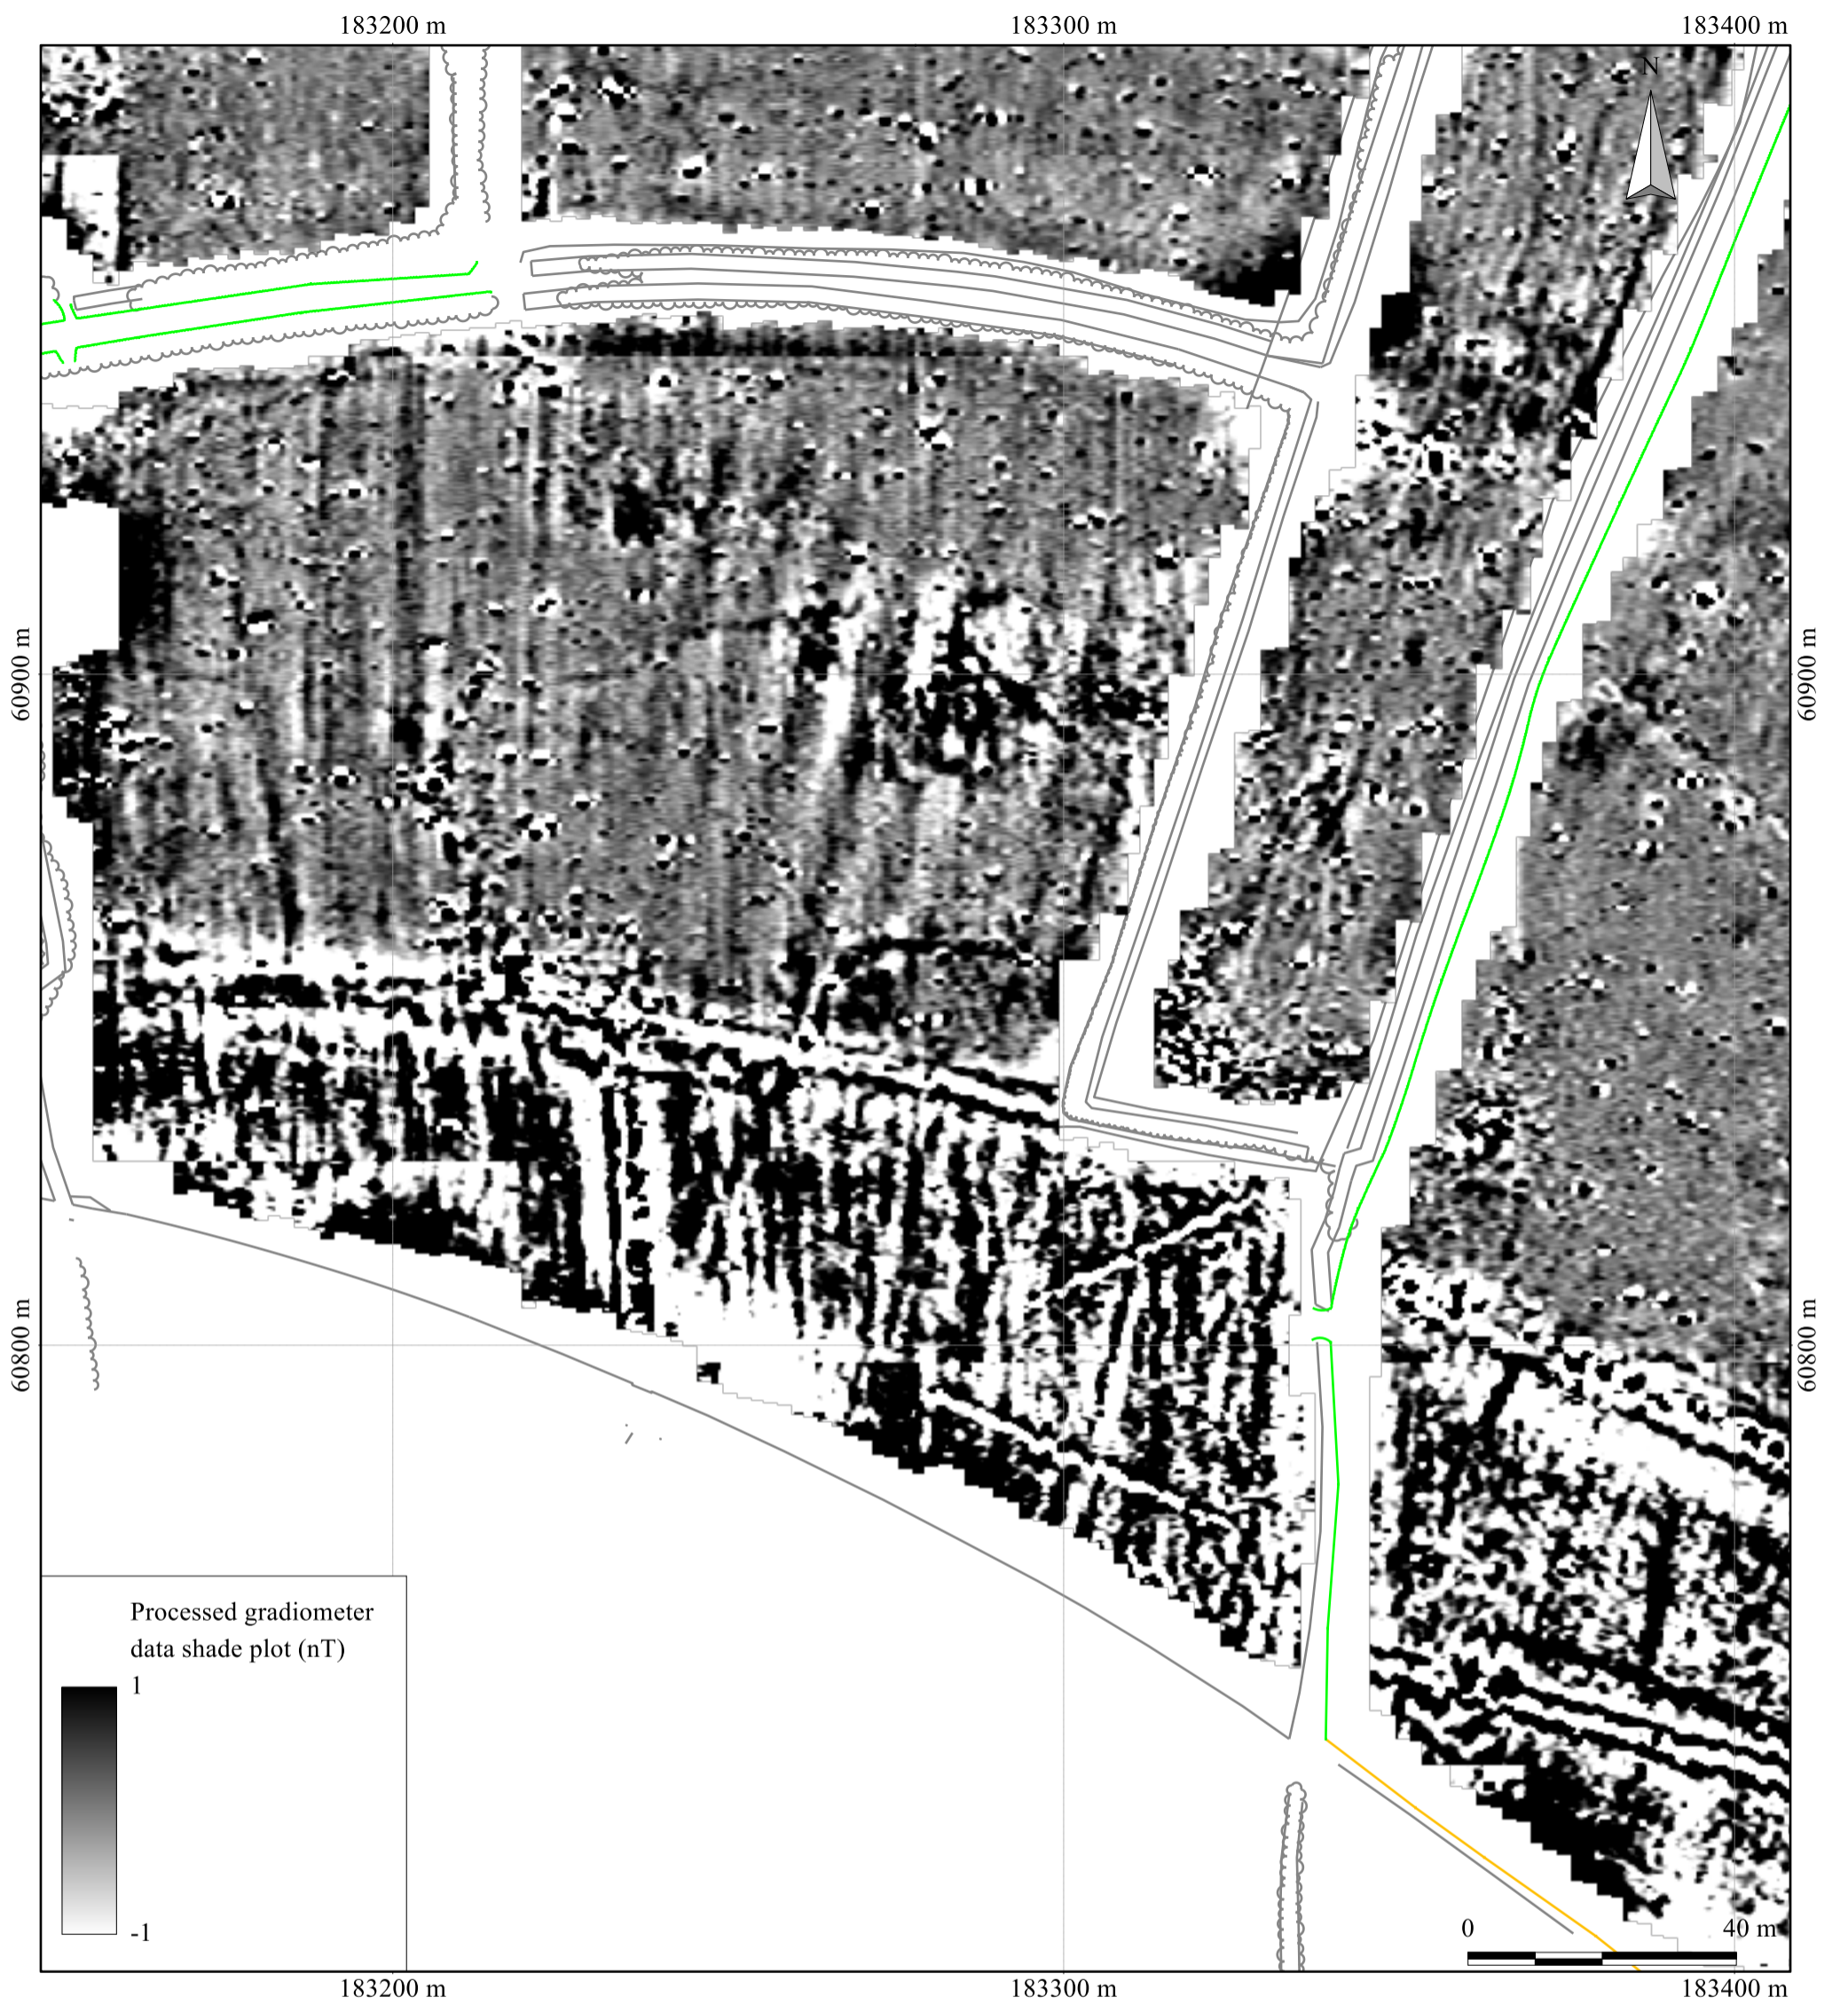 183200 m 183300 m 183400 m
N
60900 m 60900 m
60800 m 60800 m
Processed gradiometer
data shade plot (nT)
1
-1
0 40 m
183200 m 183300 m 183400 m